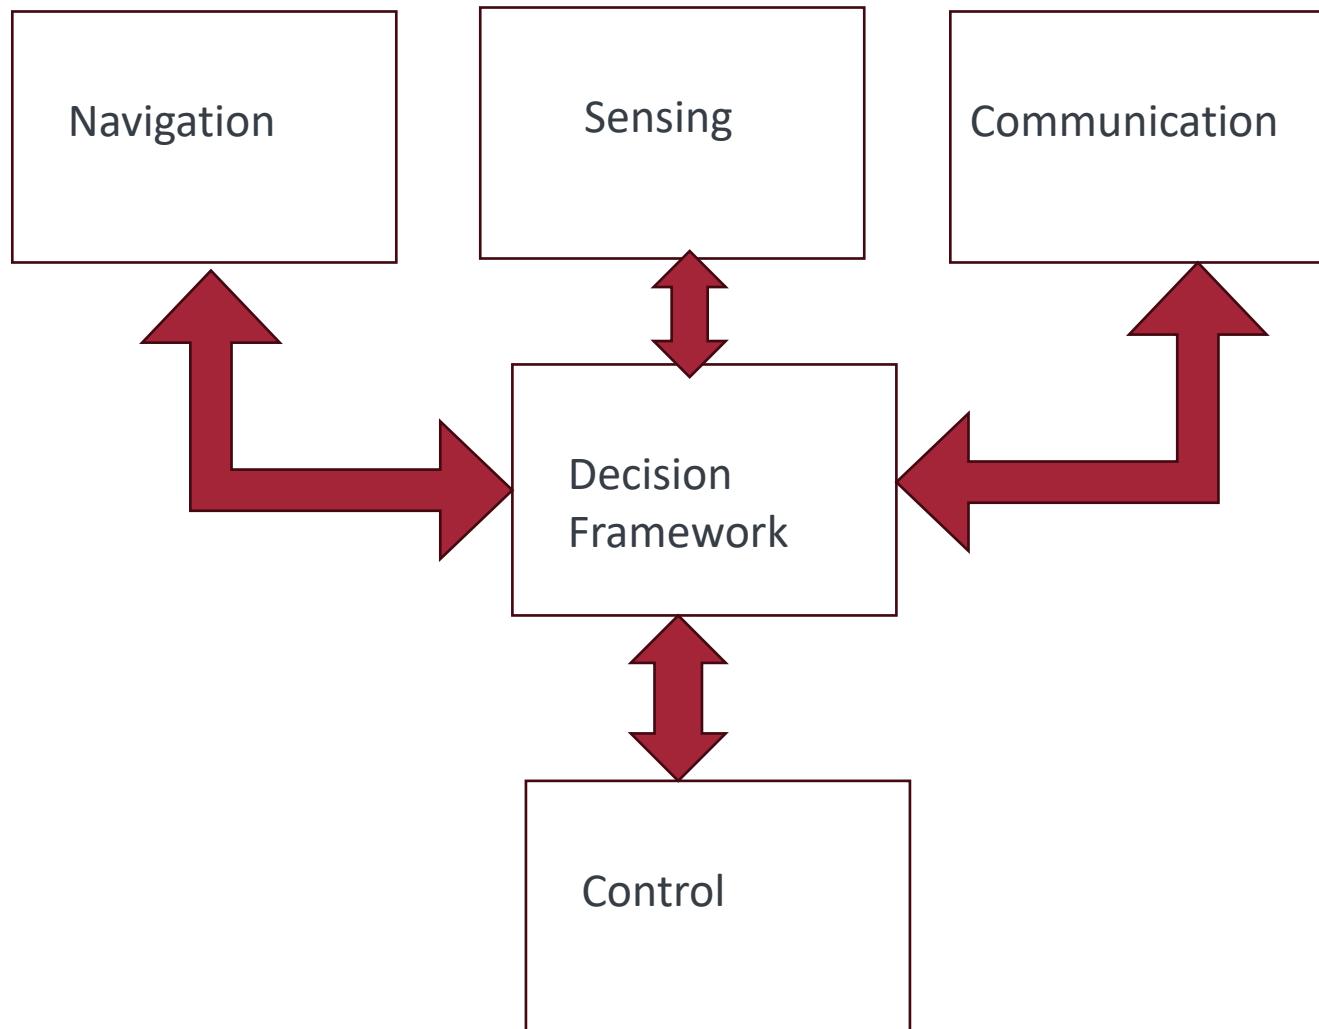 Navigation
Sensing
Communication
Decision
Framework
Control